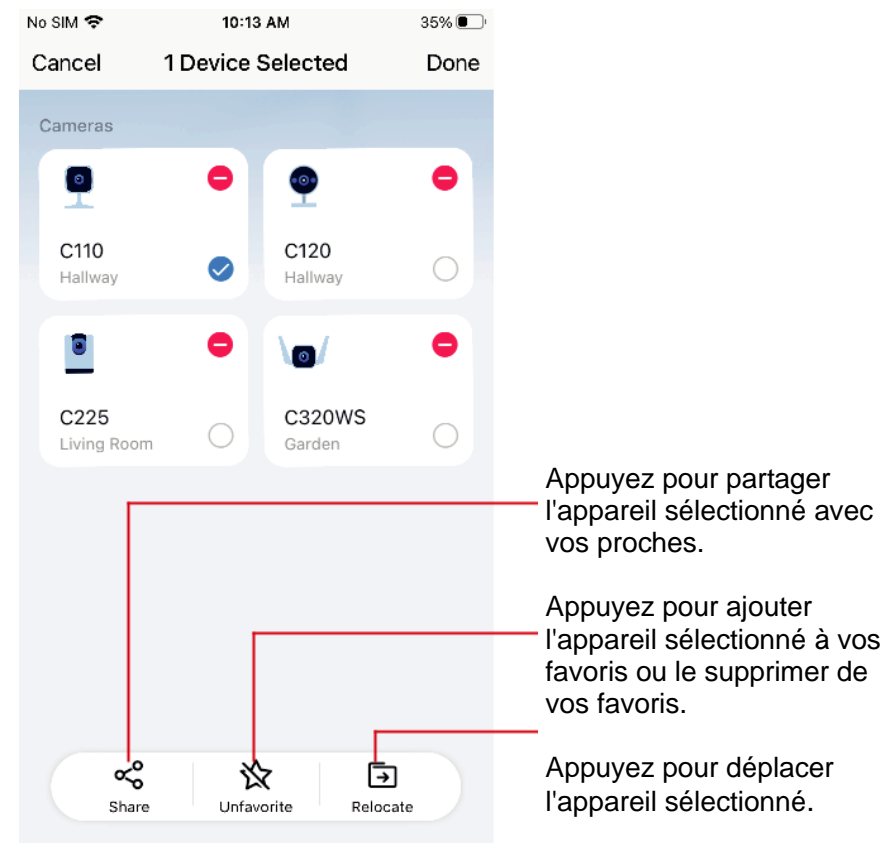 No SIM 10:13 AM 35%
Cancel 1 Device Selected Done
Cameras
C110
Hallway
C120
Hallway
C225
Living Room
C320WS
Garden
Appuyez pour partager
l'appareil sélectionné avec
vos proches.
Appuyez pour ajouter
l'appareil sélectionné à vos
favoris ou le supprimer de
vos favoris.
Appuyez pour déplacer
l'appareil sélectionné.
Share Unfavorite Relocate